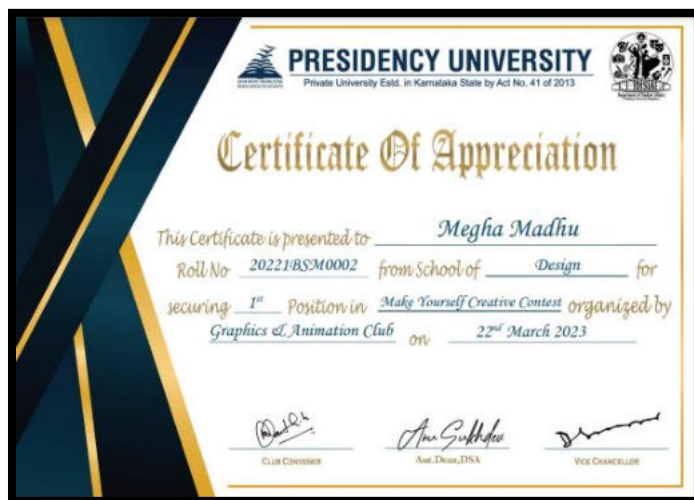 PRESIDENCY UNIVERSITY
Private University Estd. in Karnataka State by Act No. 41 of 2013
Certificate Of Appreciation
This Certificate is presented to Megha Madhu
Roll No 20221BSM0002 from School of Design for
securing 1st Position in Make Yourself Creative Contest organized by
Graphics & Animation Club on 22nd March 2023
Anu Sukhdev
CLUB CONVENER
Asst.Dean,DSA
VICE CHANCELLOR